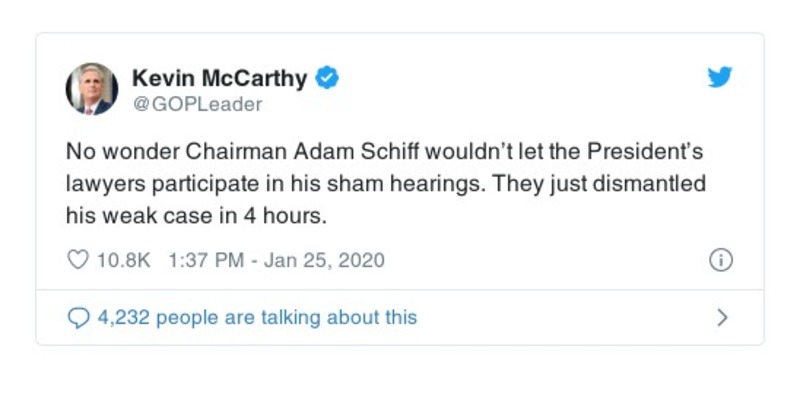 Kevin McCarthy
@GOPLeader
No wonder Chairman Adam Schiff wouldn’t let the President’s
lawyers participate in his sham hearings. They just dismantled
his weak case in 4 hours.
10.8K 1:37 PM - Jan 25, 2020
4,232 people are talking about this